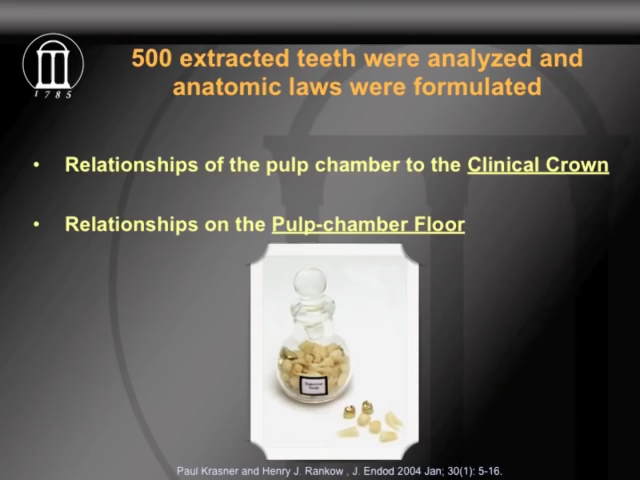 500 extracted teeth were analyzed and
anatomic laws were formulated
1785
• Relationships of the pulp chamber to the Clinical Crown
• Relationships on the Pulp-chamber Floor
Paul Krasner and Henry J. Rankow , J. Endod 2004 Jan; 30(1): 5-16.